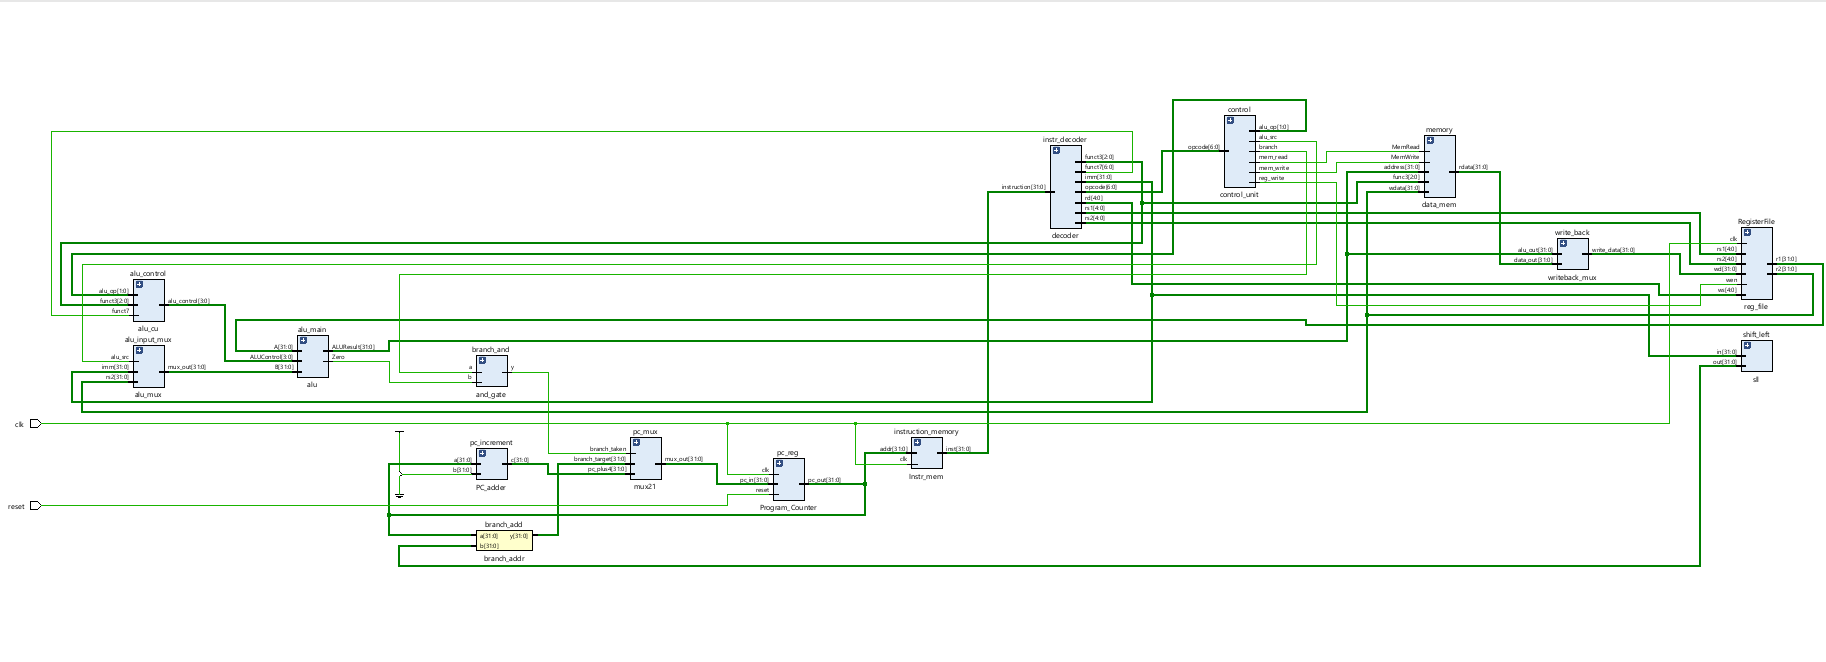 control
alu_op[1:0]
alu_src
opcode[6:0]
branch
mem_read
mem_write
reg_write
control_unit
memory
MemRead
MemWrite
address[31:0]
func3[2:0]
wdata[31:0]
rdata[31:0]
data_mem
instr_decoder
funct3[2:0]
funct7[6:0]
imm[31:0]
instruction[31:0]
opcode[6:0]
rd[4:0]
rs1[4:0]
rs2[4:0]
decoder
RegisterFile
clk
rs1[4:0]
rs2[4:0]
wd[31:0]
wen
ws[4:0]
r1[31:0]
r2[31:0]
reg_file
write_back
alu_out[31:0]
data_out[31:0]
write_data[31:0]
writeback_mux
alu_control
alu_op[1:0]
funct3[2:0]
funct7
alu_control[3:0]
alu_cu
alu_main
A[31:0]
ALUControl[3:0]
B[31:0]
ALUResult[31:0]
Zero
alu
alu_input_mux
alu_src
imm[31:0]
rs2[31:0]
mux_out[31:0]
alu_mux
branch_and
a
b
y
and_gate
shift_left
in[31:0]
out[31:0]
sll
clk
pc_increment
a[31:0]
b[31:0]
c[31:0]
PC_adder
pc_mux
branch_taken
branch_target[31:0]
pc_plus4[31:0]
mux_out[31:0]
mux21
pc_reg
clk
pc_in[31:0]
reset
pc_out[31:0]
Program_Counter
instruction_memory
addr[31:0]
clk
inst[31:0]
Instr_mem
reset
branch_add
a[31:0]
b[31:0]
y[31:0]
branch_addr